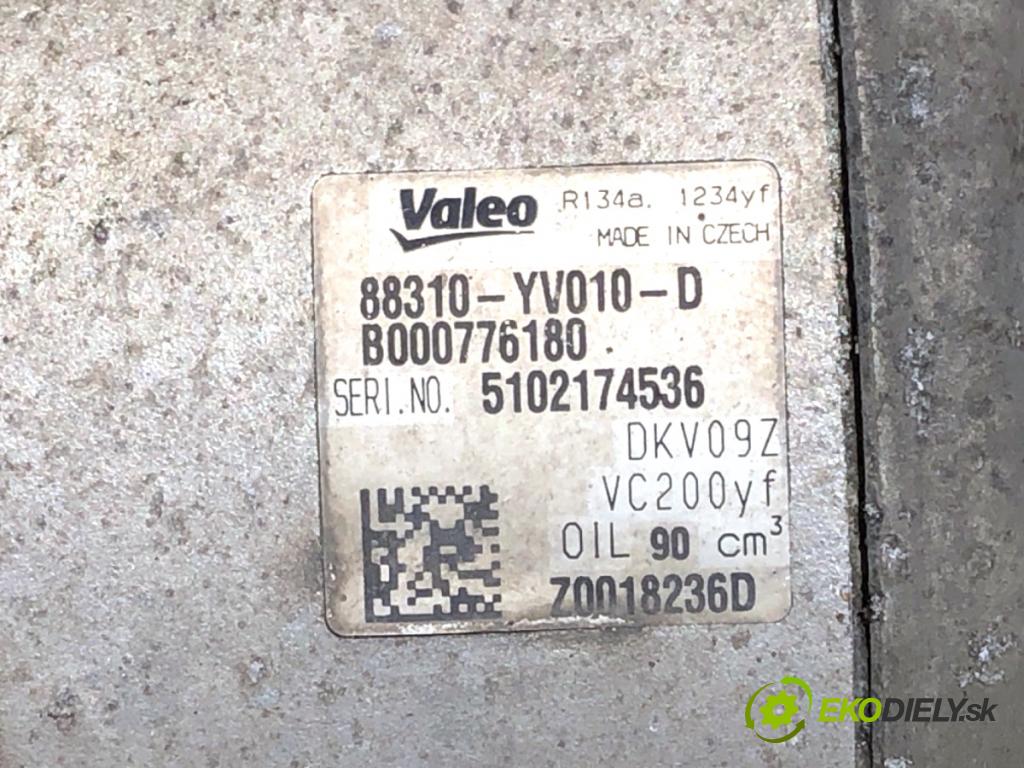 Valeo R134a. 1234yf
MADE IN CZECH
88310-YV010-D
B000776180
SERI.NO. 5102174536
DKV09Z
VC200yf
OIL 90 cm³
Z0018236D
EKODIELY.sk